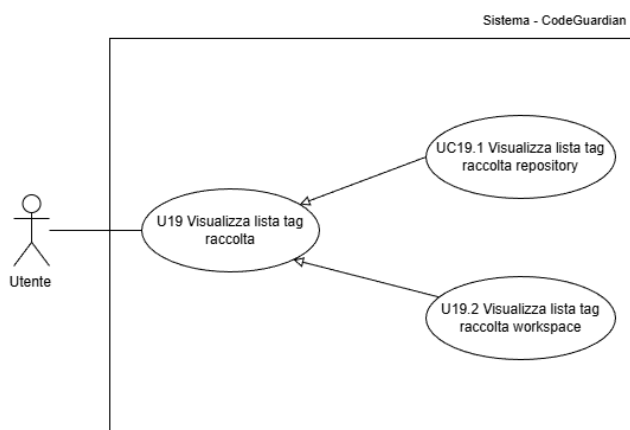 Sistema - CodeGuardian
UC19.1 Visualizza lista tag
raccolta repository
U19 Visualizza lista tag
raccolta
Utente
U19.2 Visualizza lista tag
raccolta workspace